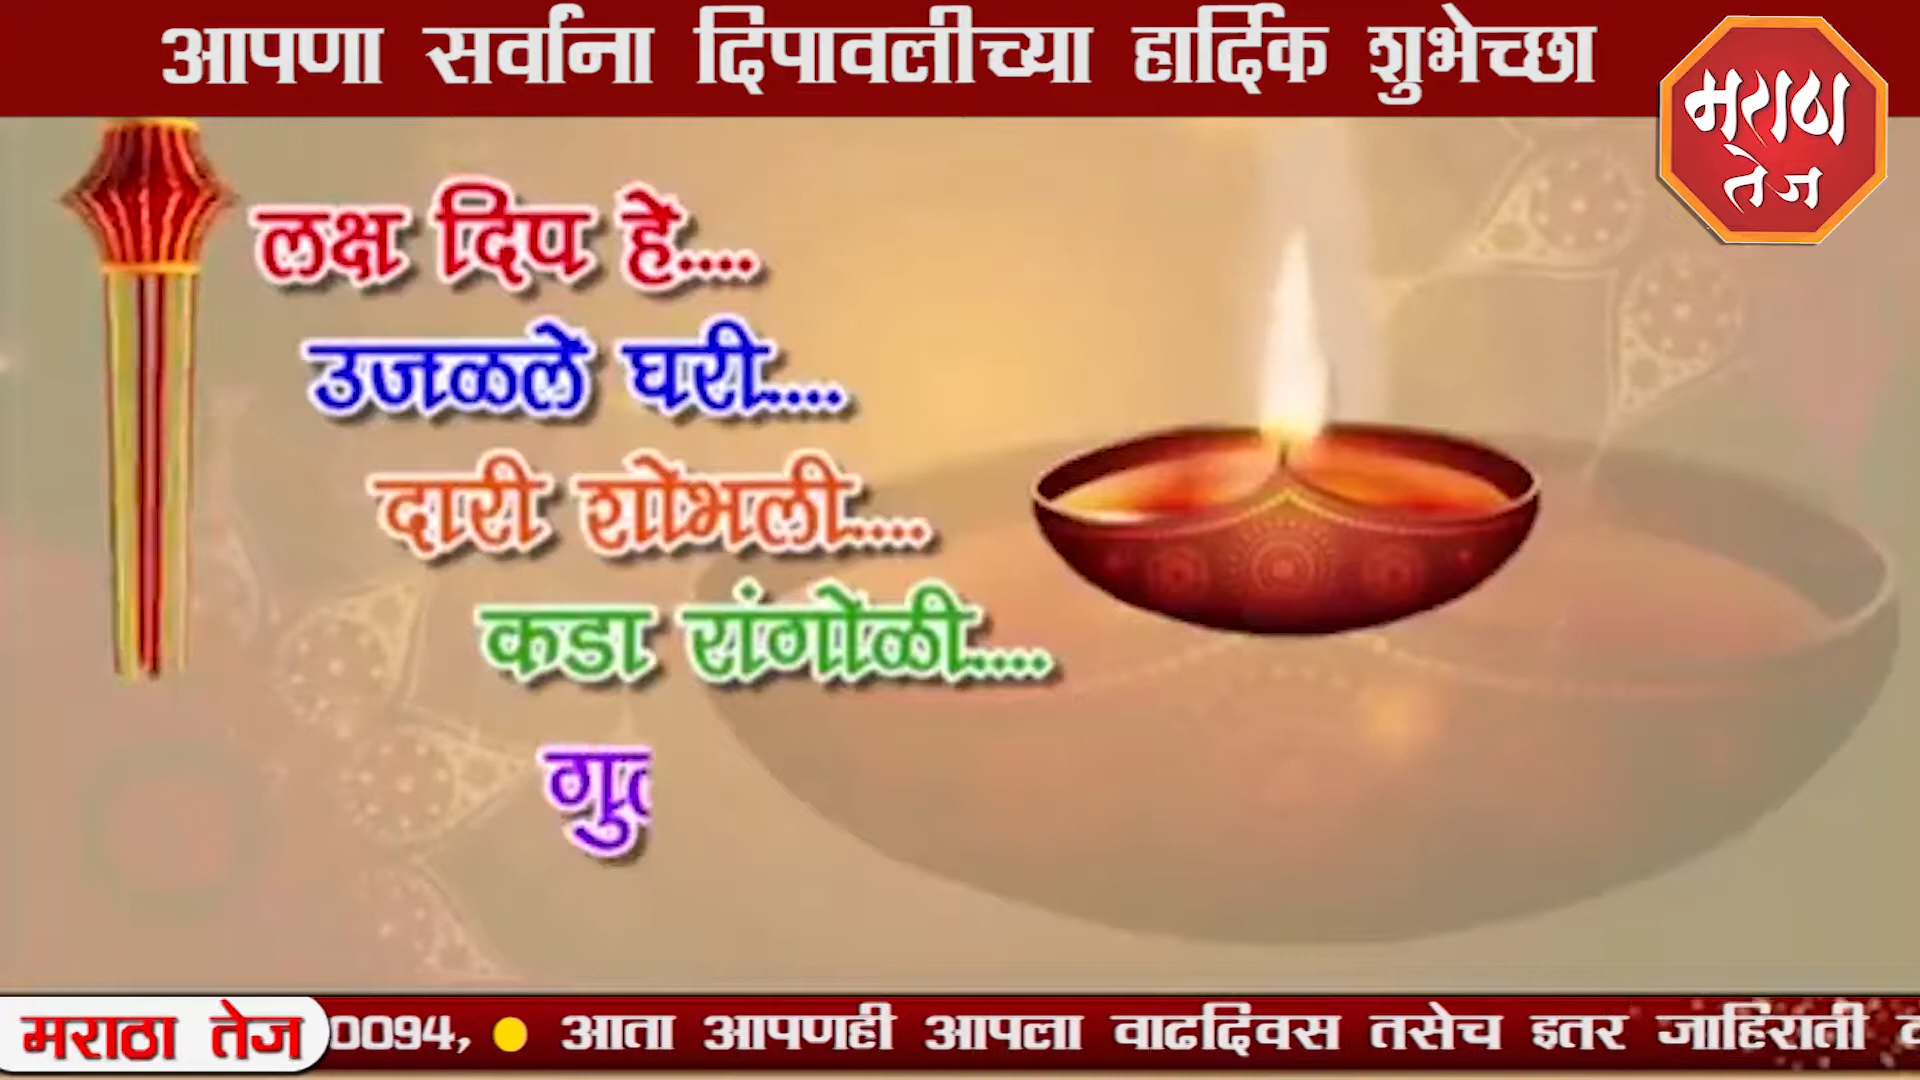 आपणा सर्वांना दिपावलीच्या हार्दिक शुभेच्छा
मराठा
तेज
लक्ष दिप हे....
उजळले घरी....
दारी शोभली....
कडा रांगोळी....
मराठा तेज 0094, आता आपणही आपला वाढदिवस तसेच इतर जाहिराती